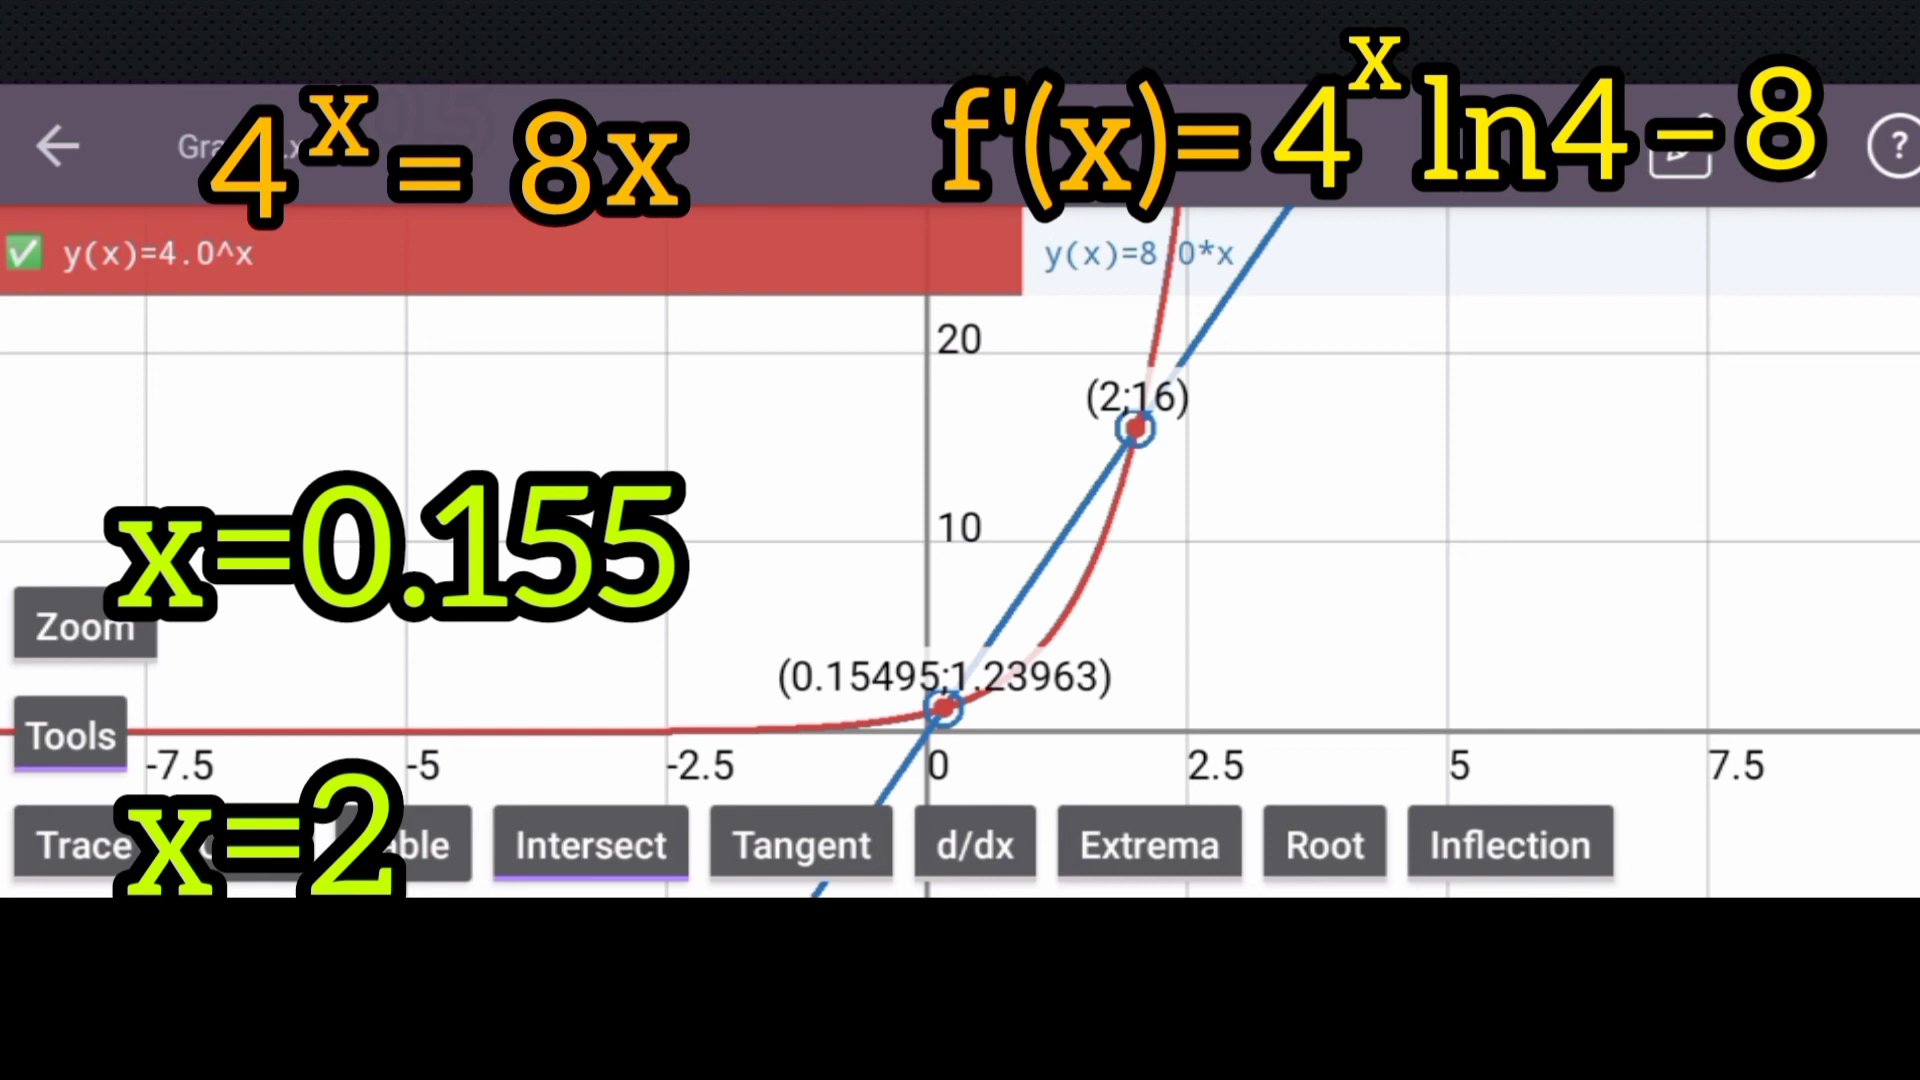 4^x = 8x
f'(x)=4^x ln4-8
?
y(x)=4.0^x
y(x)=8.0*x
20
(2;16)
10
x=0.155
Zoom
(0.15495;1.23963)
Tools
-7.5 -5 -2.5 0 2.5 5 7.5
x=2
Trace Intersect Tangent d/dx Extrema Root Inflection